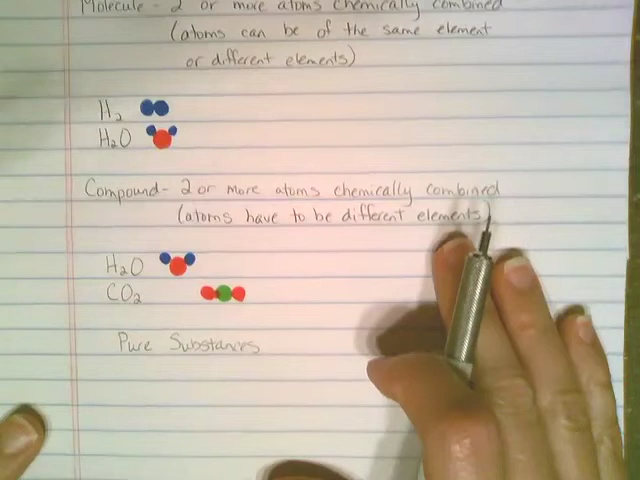 Molecule - 2 or more atoms chemically combined
(atoms can be of the same element
or different elements)
H₂
H₂O
Compound - 2 or more atoms chemically combined
(atoms have to be different elements)
H₂O
CO₂
Pure Substances